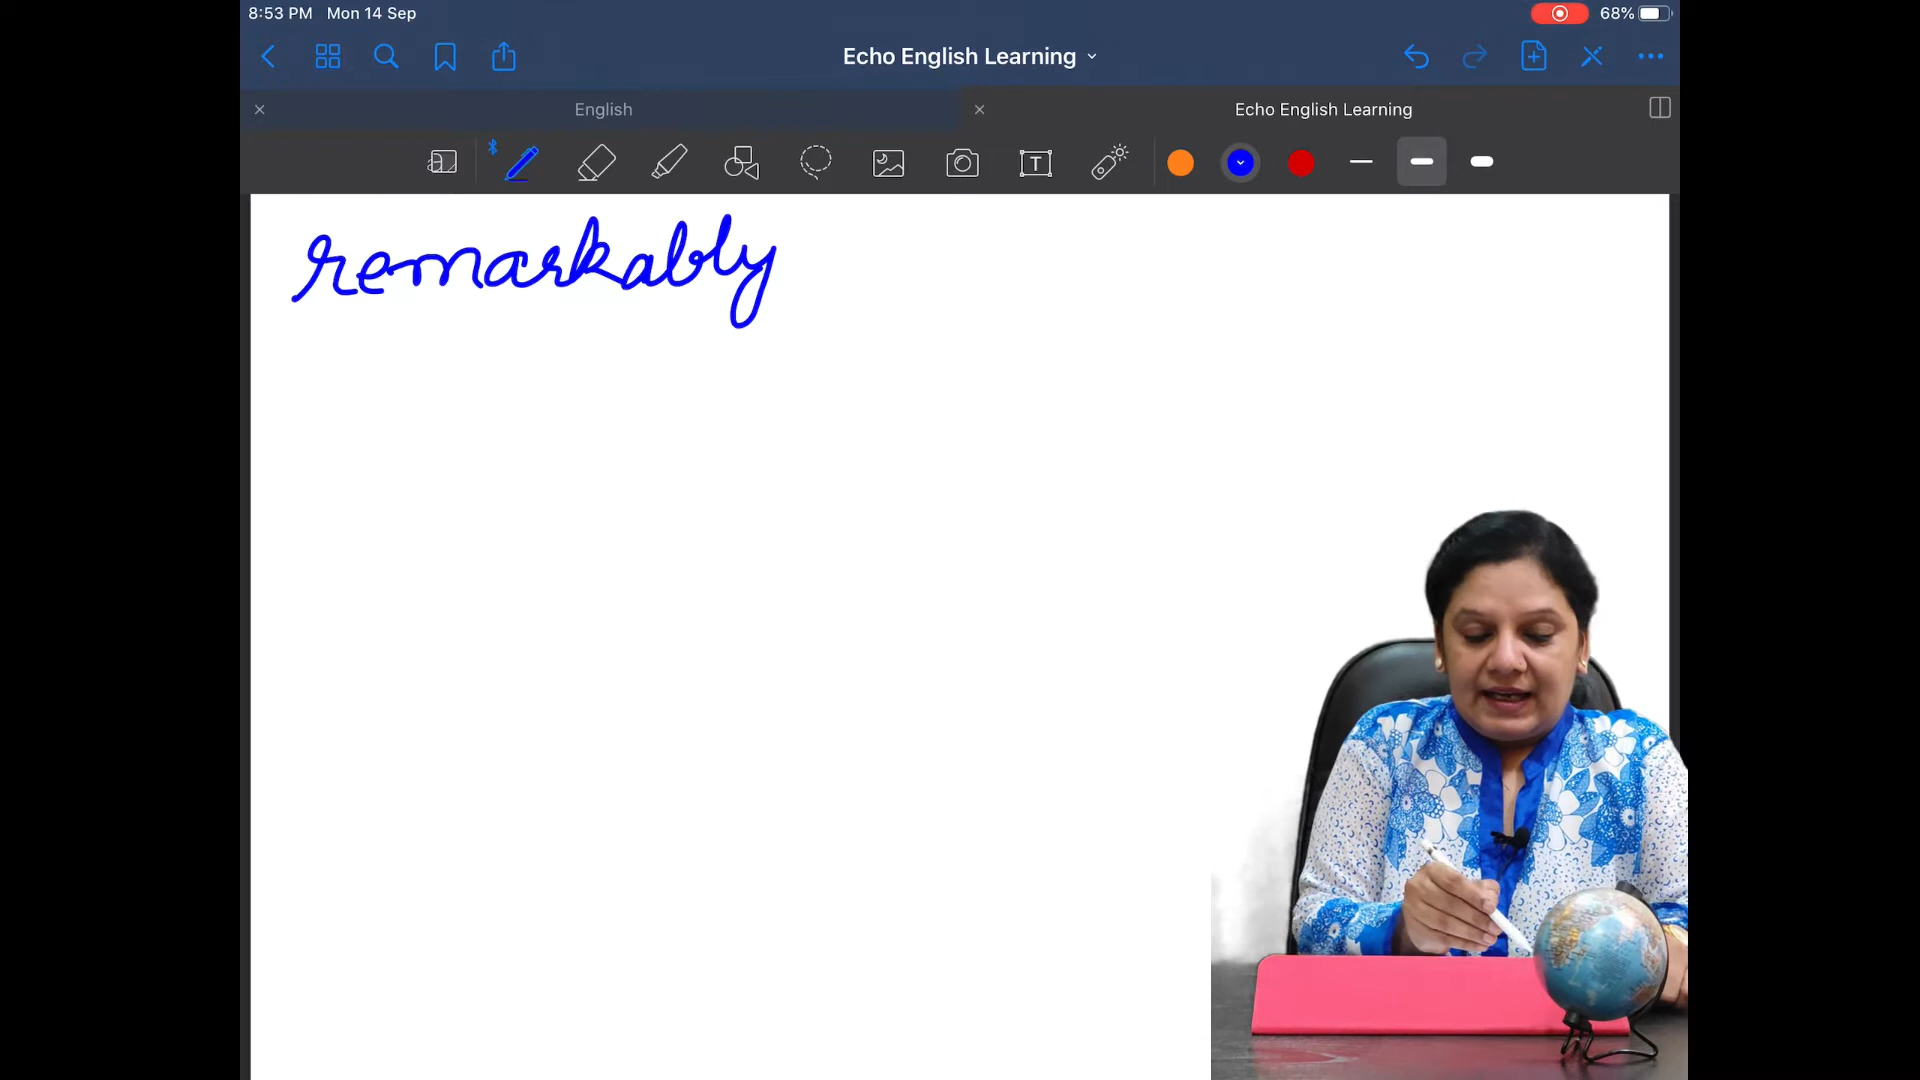 8:53 PM Mon 14 Sep
68%
Echo English Learning
English
Echo English Learning
T
remarkably